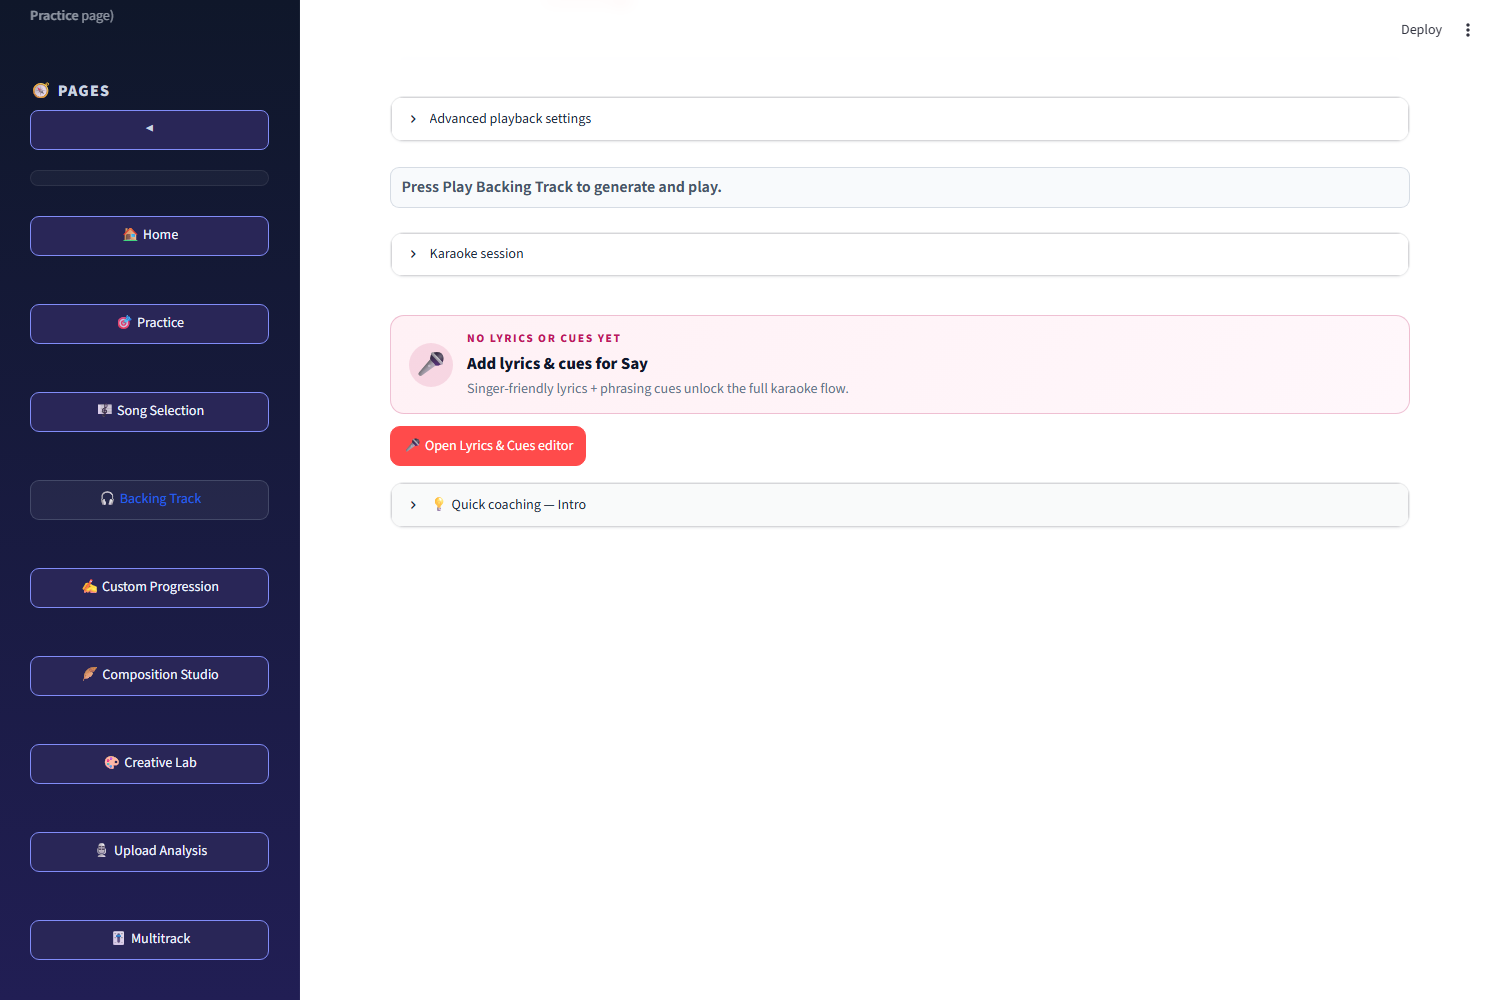 Practice page)
PAGES
Home
Practice
Song Selection
Backing Track
Custom Progression
Composition Studio
Creative Lab
Upload Analysis
Multitrack
Deploy
Advanced playback settings
Press Play Backing Track to generate and play.
Karaoke session
NO LYRICS OR CUES YET
Add lyrics & cues for Say
Singer-friendly lyrics + phrasing cues unlock the full karaoke flow.
Open Lyrics & Cues editor
Quick coaching — Intro